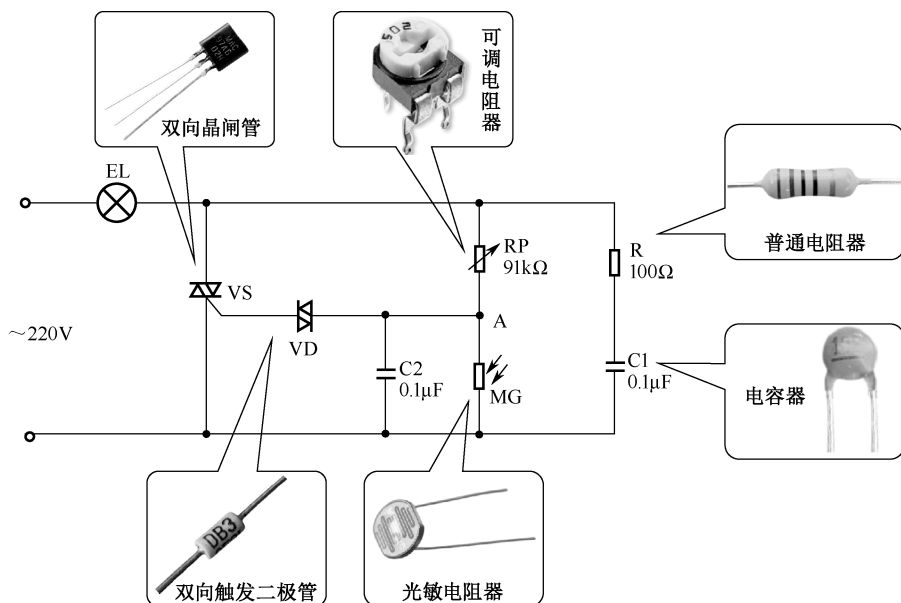 双向晶闸管
502
可调电阻器
EL
RP
91kΩ
R
100Ω
普通电阻器
VS
VD
A
～220V
C2
0.1μF
MG
C1
0.1μF
电容器
DB3
双向触发二极管
光敏电阻器